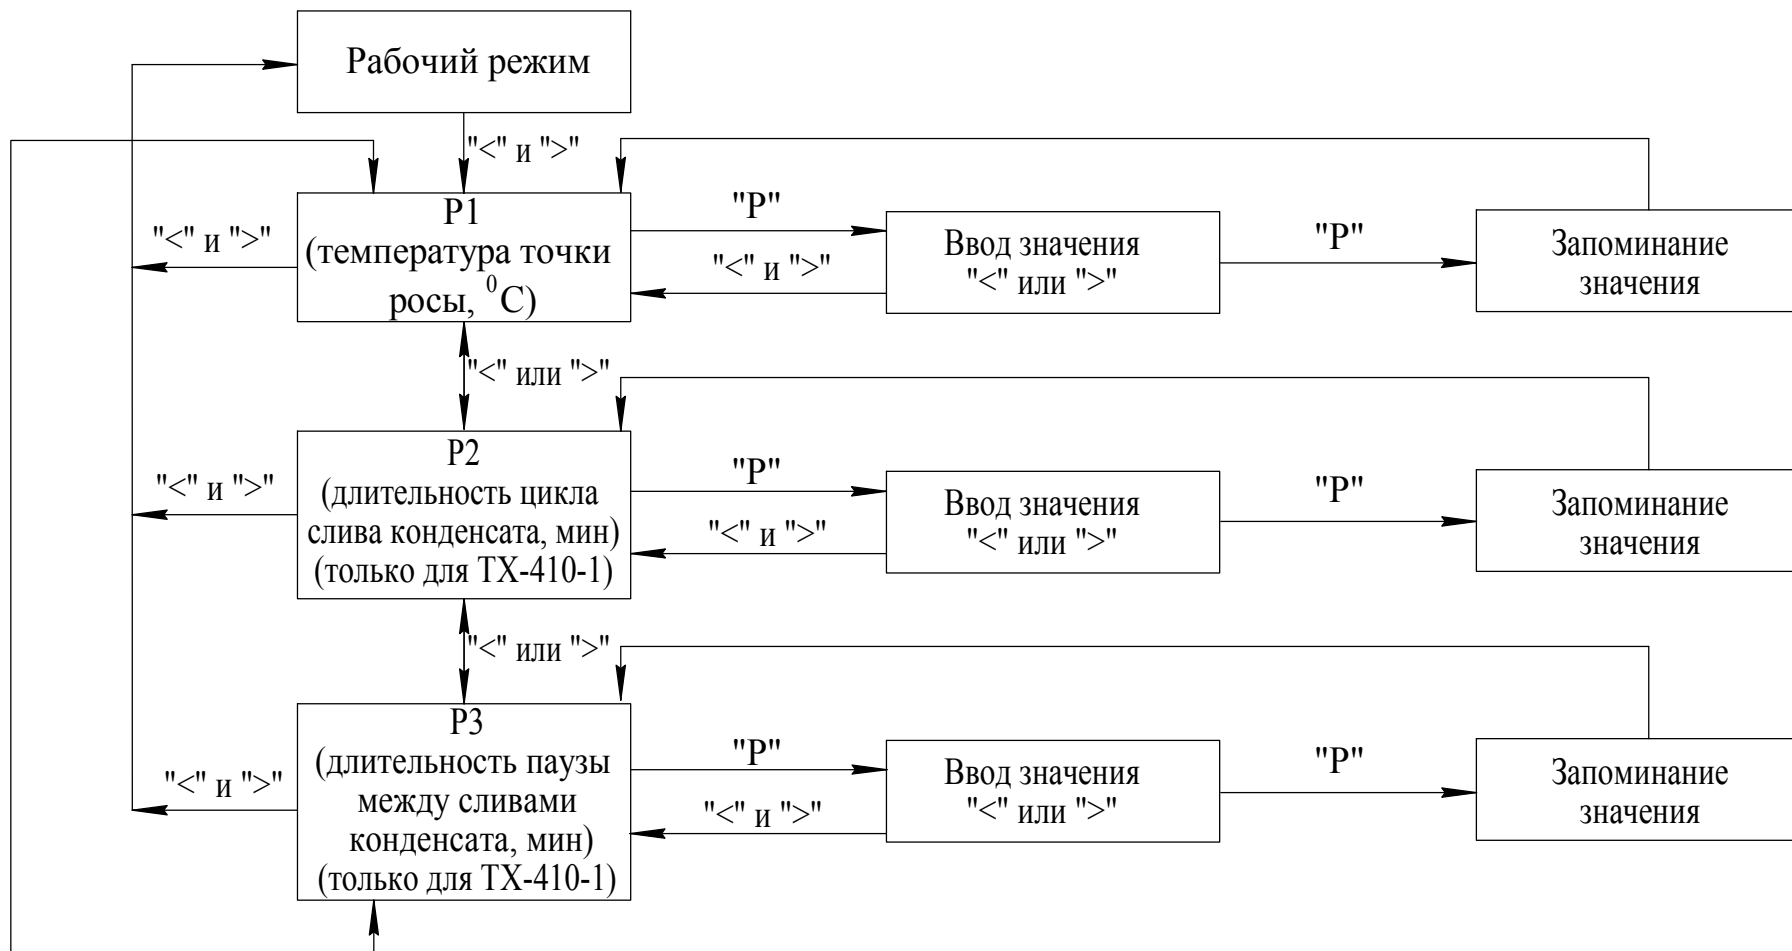 Рабочий режим
"<" и ">"
P1
(температура точки
росы, ⁰C)
"<" и ">"
"P"
"<" и ">"
Ввод значения
"<" или ">"
"P"
Запоминание
значения
"<" или ">"
P2
(длительность цикла
слива конденсата, мин)
(только для ТХ-410-1)
"<" и ">"
"P"
"<" и ">"
Ввод значения
"<" или ">"
"P"
Запоминание
значения
"<" или ">"
P3
(длительность паузы
между сливами
конденсата, мин)
(только для ТХ-410-1)
"<" и ">"
"P"
"<" и ">"
Ввод значения
"<" или ">"
"P"
Запоминание
значения